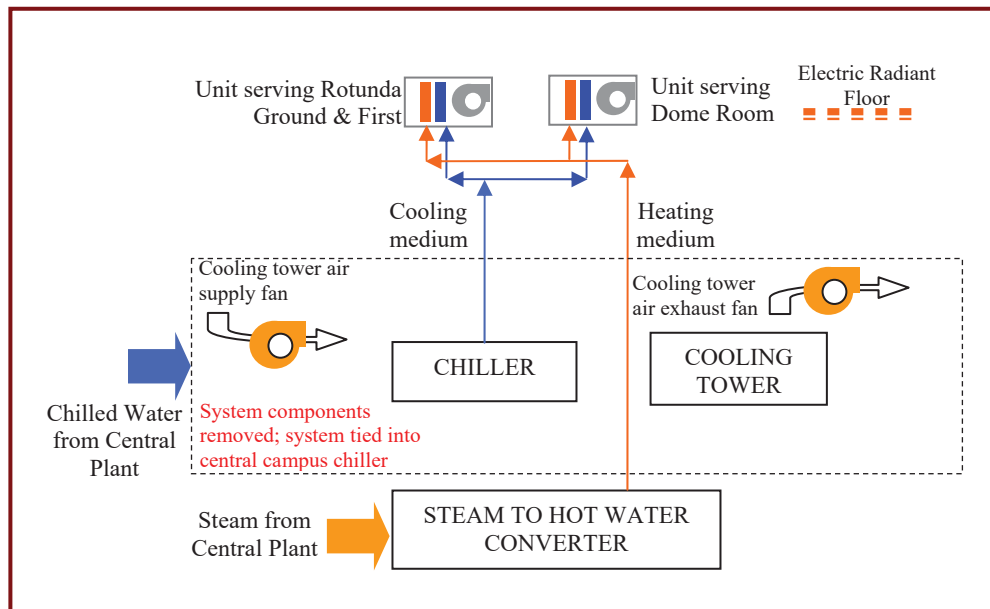 Unit serving Rotunda
Ground & First
Unit serving
Dome Room
Electric Radiant
Floor
Cooling
medium
Heating
medium
Cooling tower air
supply fan
Cooling tower
air exhaust fan
CHILLER
COOLING
TOWER
Chilled Water
from Central
Plant
System components
removed; system tied into
central campus chiller
Steam from
Central Plant
STEAM TO HOT WATER
CONVERTER